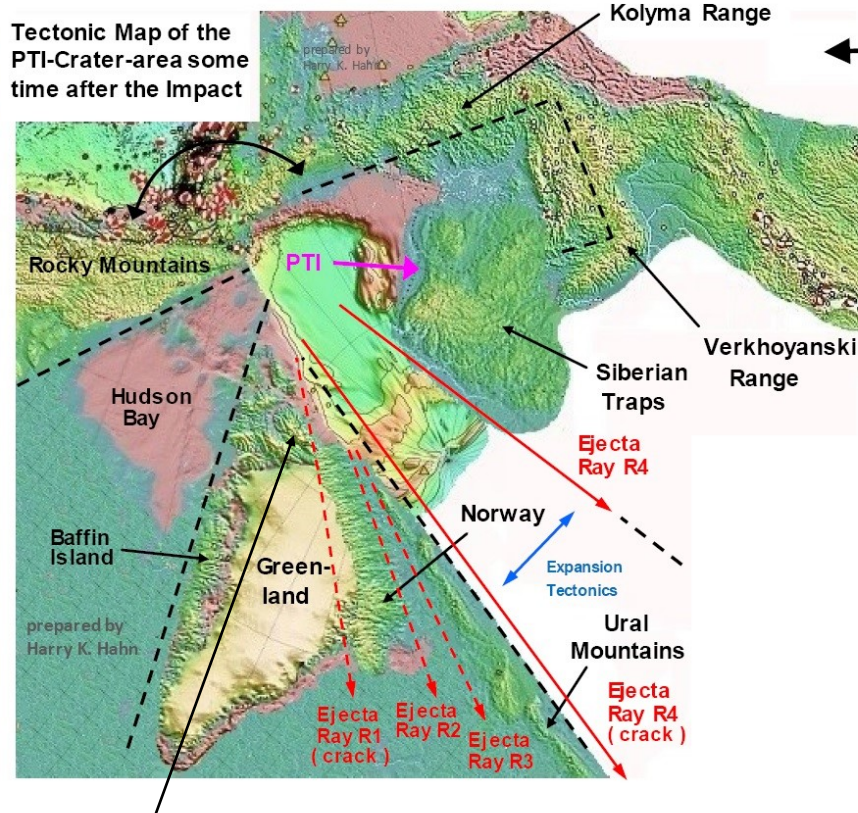 Tectonic Map of the
PTI-Crater-area some
time after the Impact
prepared by
Harry K. Hahn
Kolyma Range
Rocky Mountains
PTI
Hudson
Bay
Siberian
Traps
Verkhoyanski
Range
Ejecta
Ray R4
Baffin
Island
Green-
land
Norway
Expansion
Tectonics
prepared by
Harry K. Hahn
Ural
Mountains
Ejecta
Ray R1
( crack )
Ejecta
Ray R2
Ejecta
Ray R3
Ejecta
Ray R4
( crack )